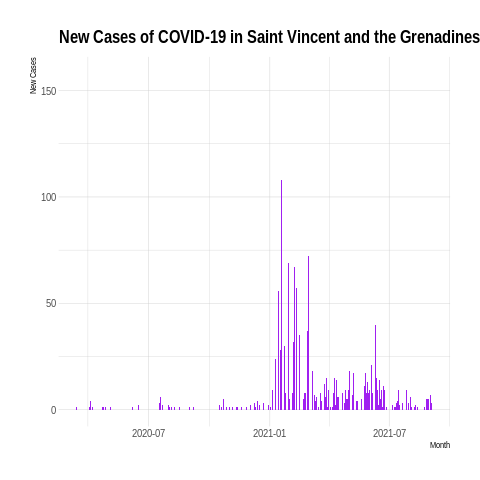 New Cases of COVID-19 in Saint Vincent and the Grenadines
New Cases
150
100
50
0
2020-07
2021-01
2021-07
Month